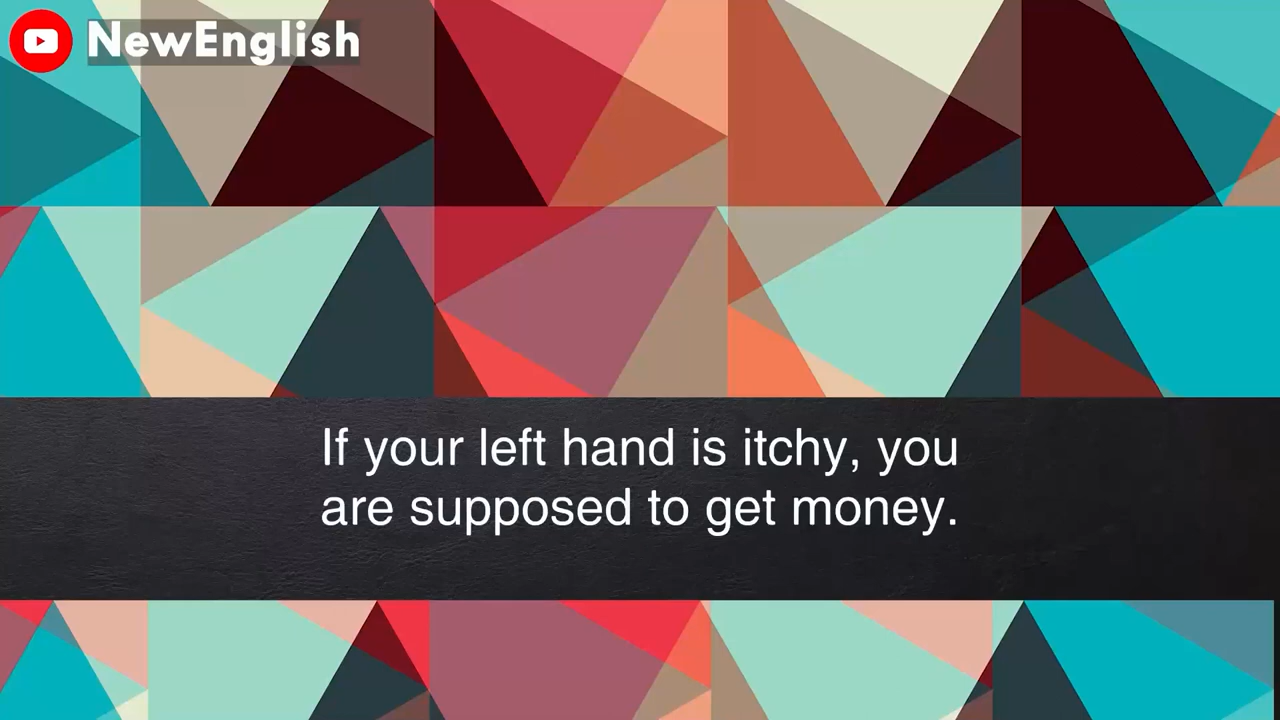 NewEnglish
If your left hand is itchy, you
are supposed to get money.